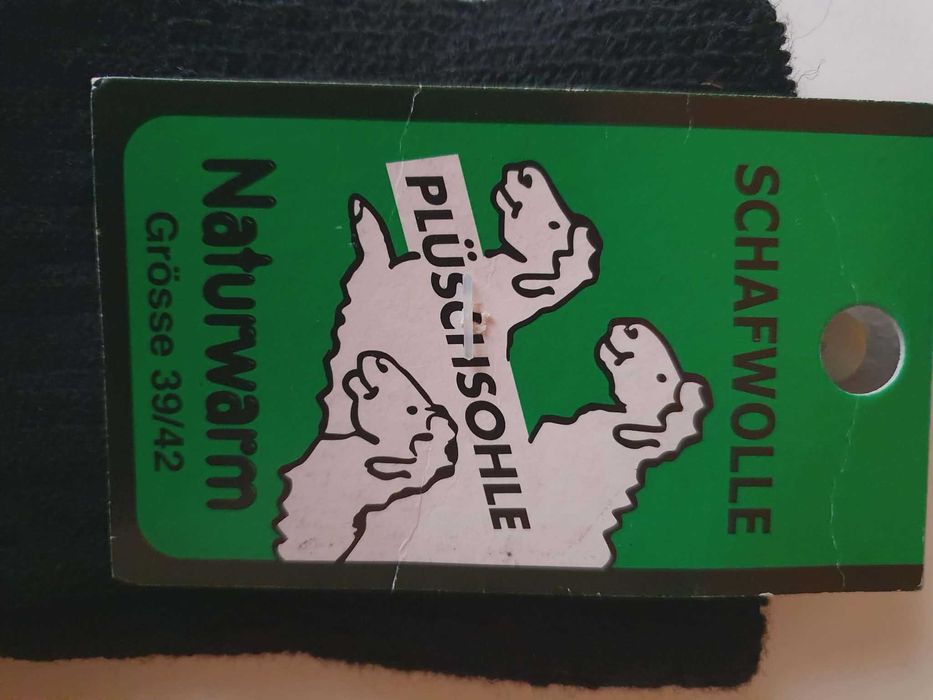 SCHAFWOLLE
PLÜSCHSOHLE
Naturwarm
Grösse 39/42